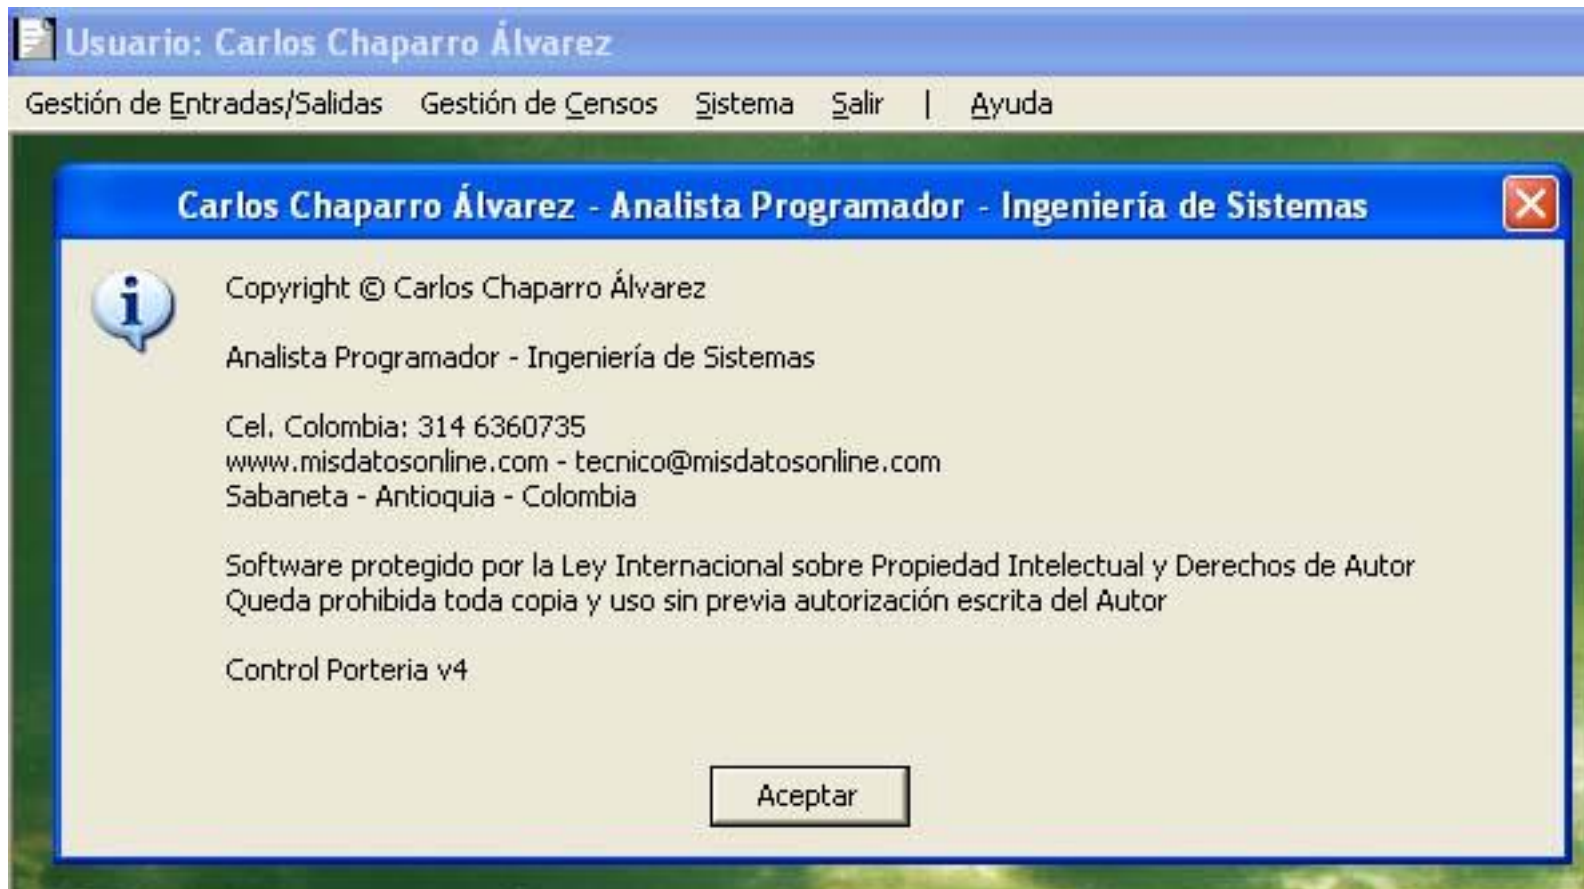 Usuario: Carlos Chaparro Álvarez
Gestión de Entradas/Salidas Gestión de Censos Sistema Salir | Ayuda
Carlos Chaparro Álvarez - Analista Programador - Ingeniería de Sistemas
Copyright © Carlos Chaparro Álvarez
Analista Programador - Ingeniería de Sistemas
Cel. Colombia: 314 6360735
www.misdatosonline.com - tecnico@misdatosonline.com
Sabaneta - Antioquia - Colombia
Software protegido por la Ley Internacional sobre Propiedad Intelectual y Derechos de Autor
Queda prohibida toda copia y uso sin previa autorización escrita del Autor
Control Porteria v4
Aceptar